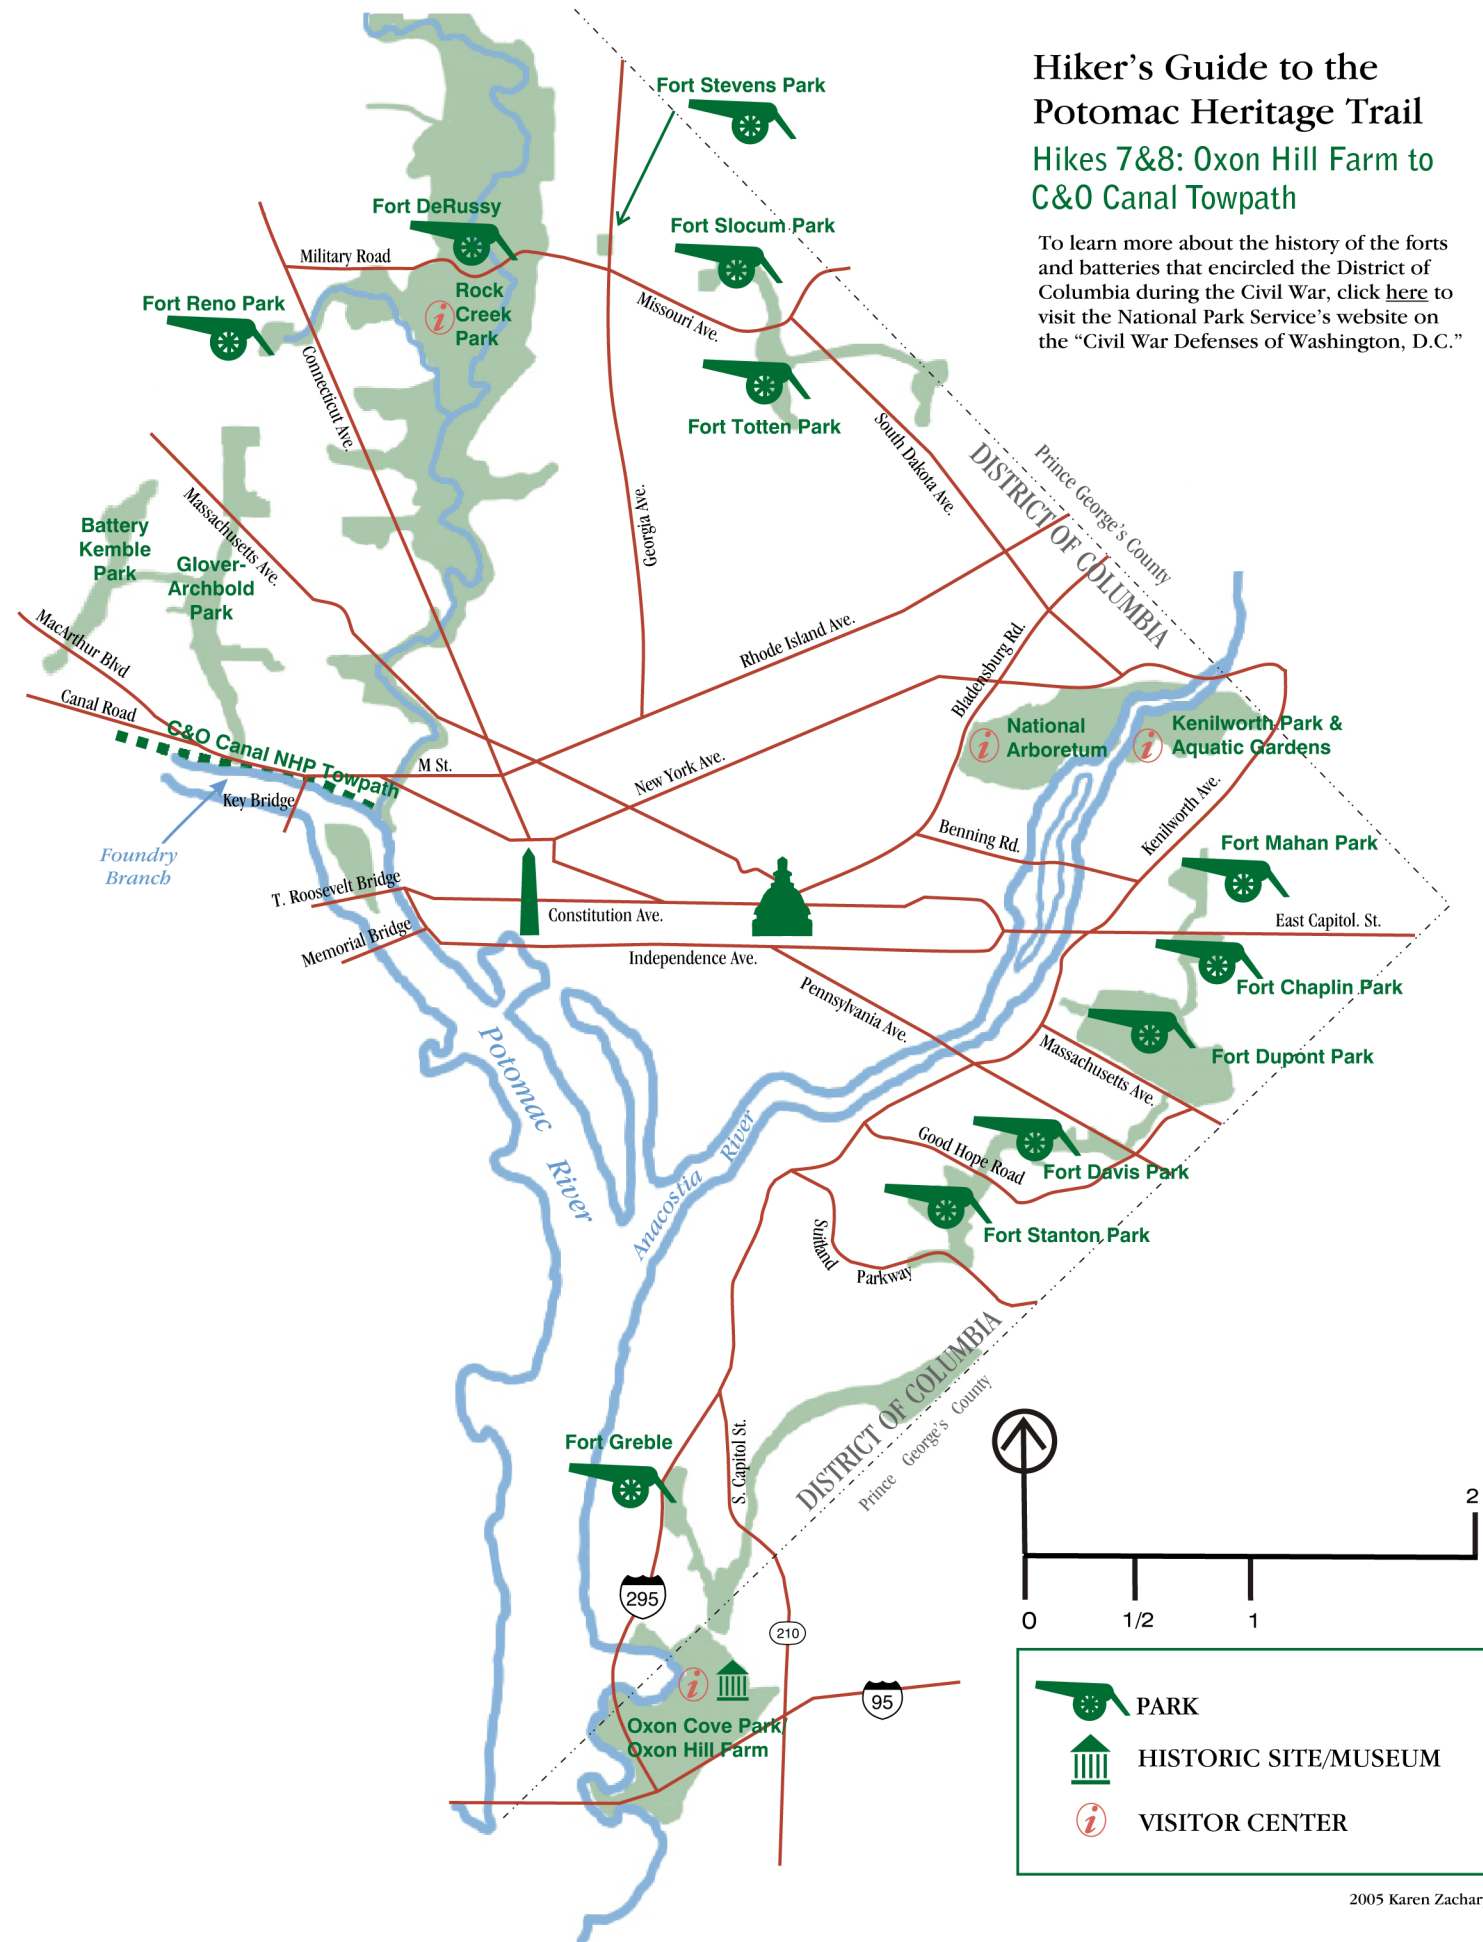 Hiker's Guide to the
Potomac Heritage Trail
Hikes 7&8: Oxon Hill Farm to
C&O Canal Towpath
To learn more about the history of the forts
and batteries that encircled the District of
Columbia during the Civil War, click here to
visit the National Park Service's website on
the “Civil War Defenses of Washington, D.C.”
Fort Stevens Park
Fort DeRussy
Fort Slocum Park
Military Road
Rock
Creek
Park
Fort Reno Park
Missouri Ave.
Connecticut Ave.
Fort Totten Park
South Dakota Ave.
DISTRICT OF COLUMBIA
Prince George's County
Massachusetts Ave.
Georgia Ave.
Battery
Kemble
Park
Glover-
Archbold
Park
MacArthur Blvd
Rhode Island Ave.
Bladensburg Rd.
Canal Road
C&O Canal NHP Towpath
National
Arboretum
Kenilworth Park &
Aquatic Gardens
M St.
New York Ave.
Key Bridge
Kenilworth Ave.
Benning Rd.
Foundry
Branch
Fort Mahan Park
T. Roosevelt Bridge
Constitution Ave.
East Capitol. St.
Memorial Bridge
Independence Ave.
Fort Chaplin Park
Pennsylvania Ave.
Potomac
River
Massachusetts Ave.
Fort Dupont Park
Anacostia
River
Good Hope Road
Fort Davis Park
Fort Stanton Park
Suitland
Parkway
DISTRICT OF COLUMBIA
Prince George's County
Fort Greble
S. Capitol St.
295
210
95
Oxon Cove Park/
Oxon Hill Farm
2
0
1/2
1
PARK
HISTORIC SITE/MUSEUM
VISITOR CENTER
2005 Karen Zachar